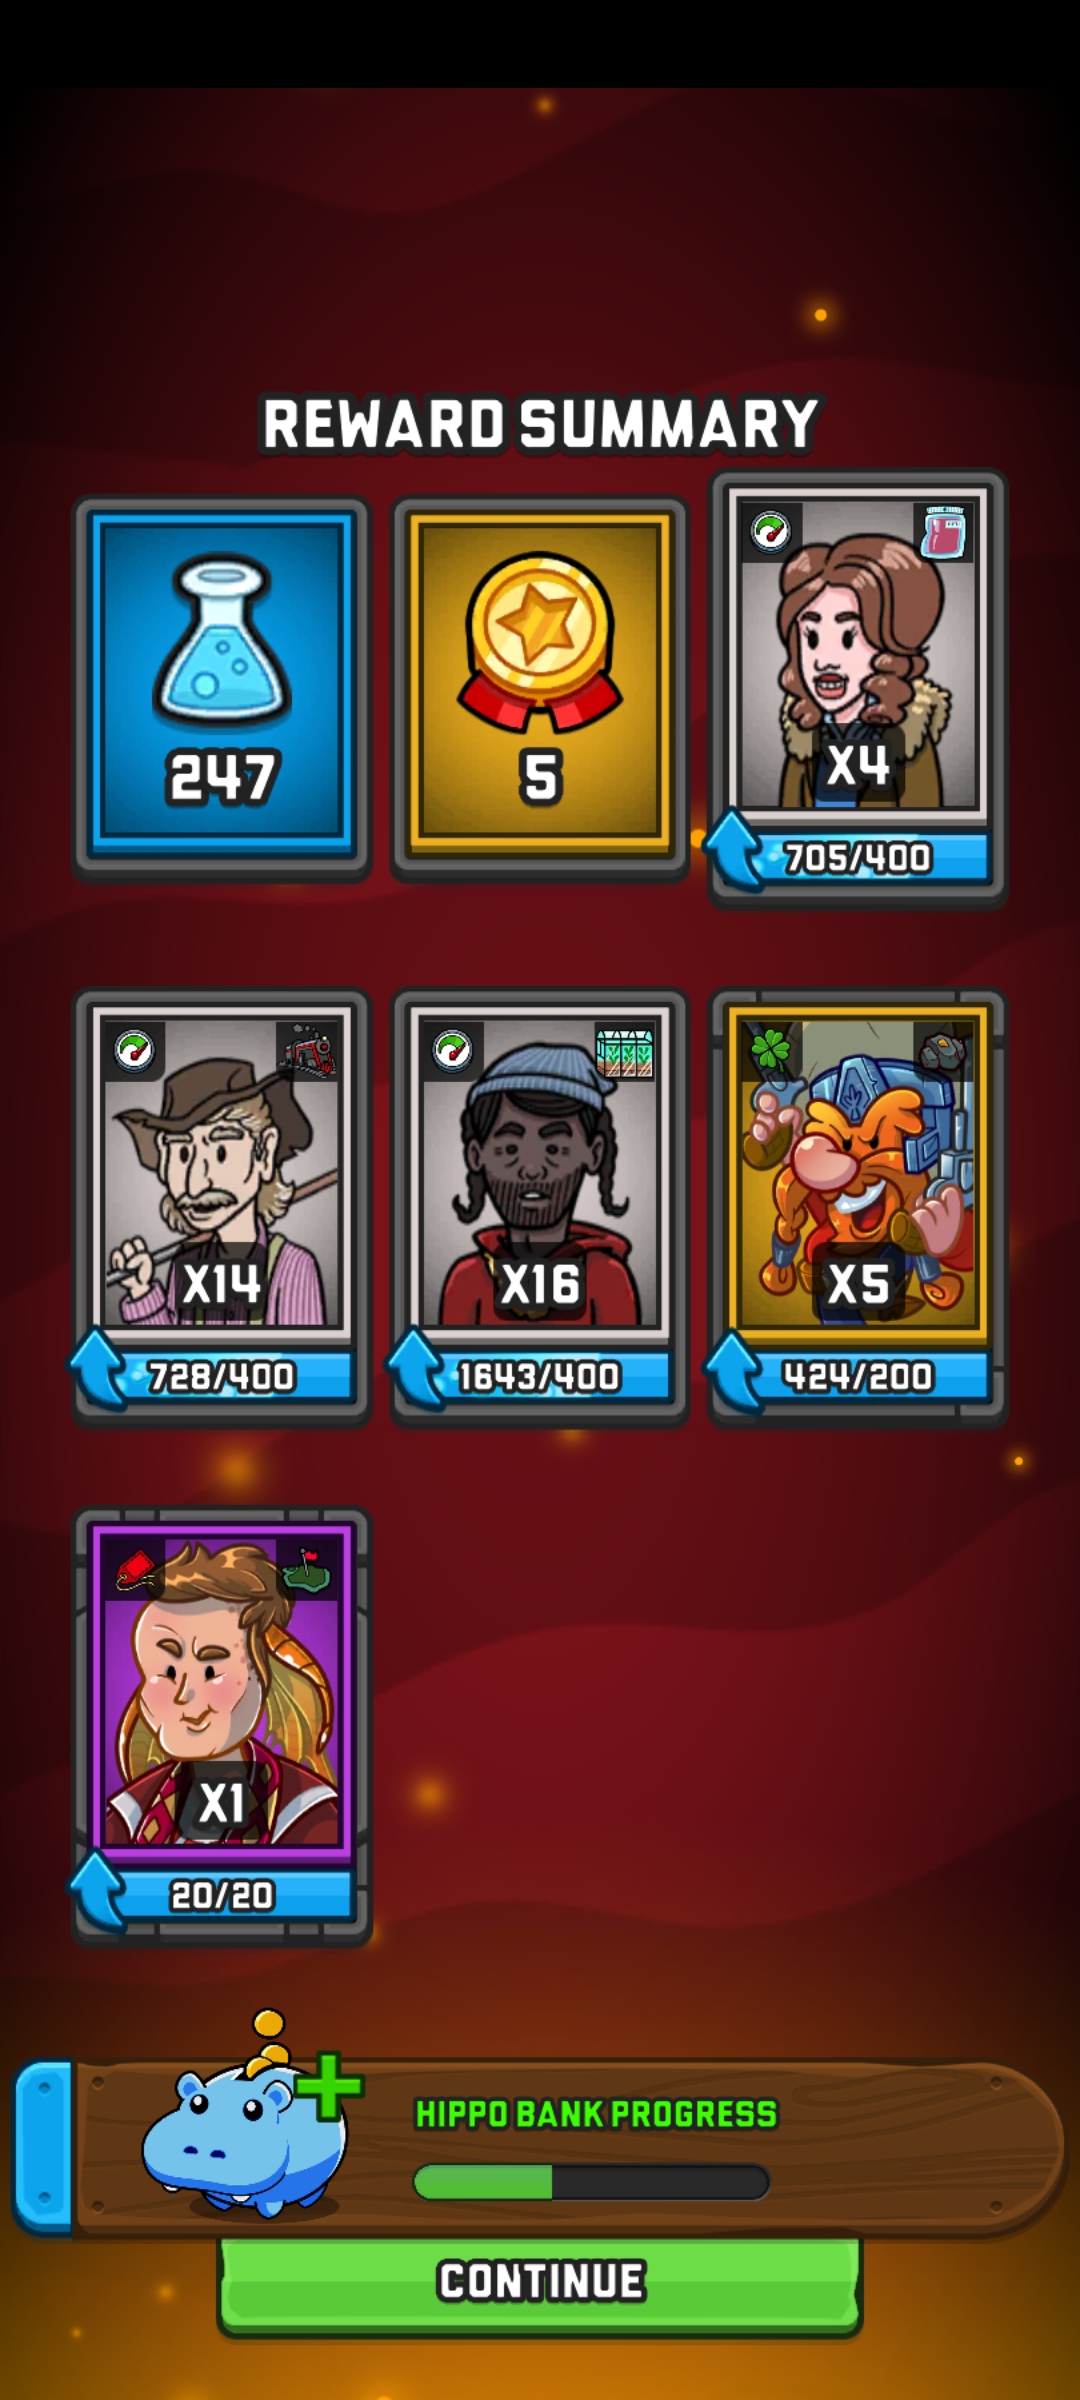 REWARD SUMMARY
247
5
X4
705/400
X14
728/400
X16
1643/400
X5
424/200
X1
20/20
HIPPO BANK PROGRESS
CONTINUE